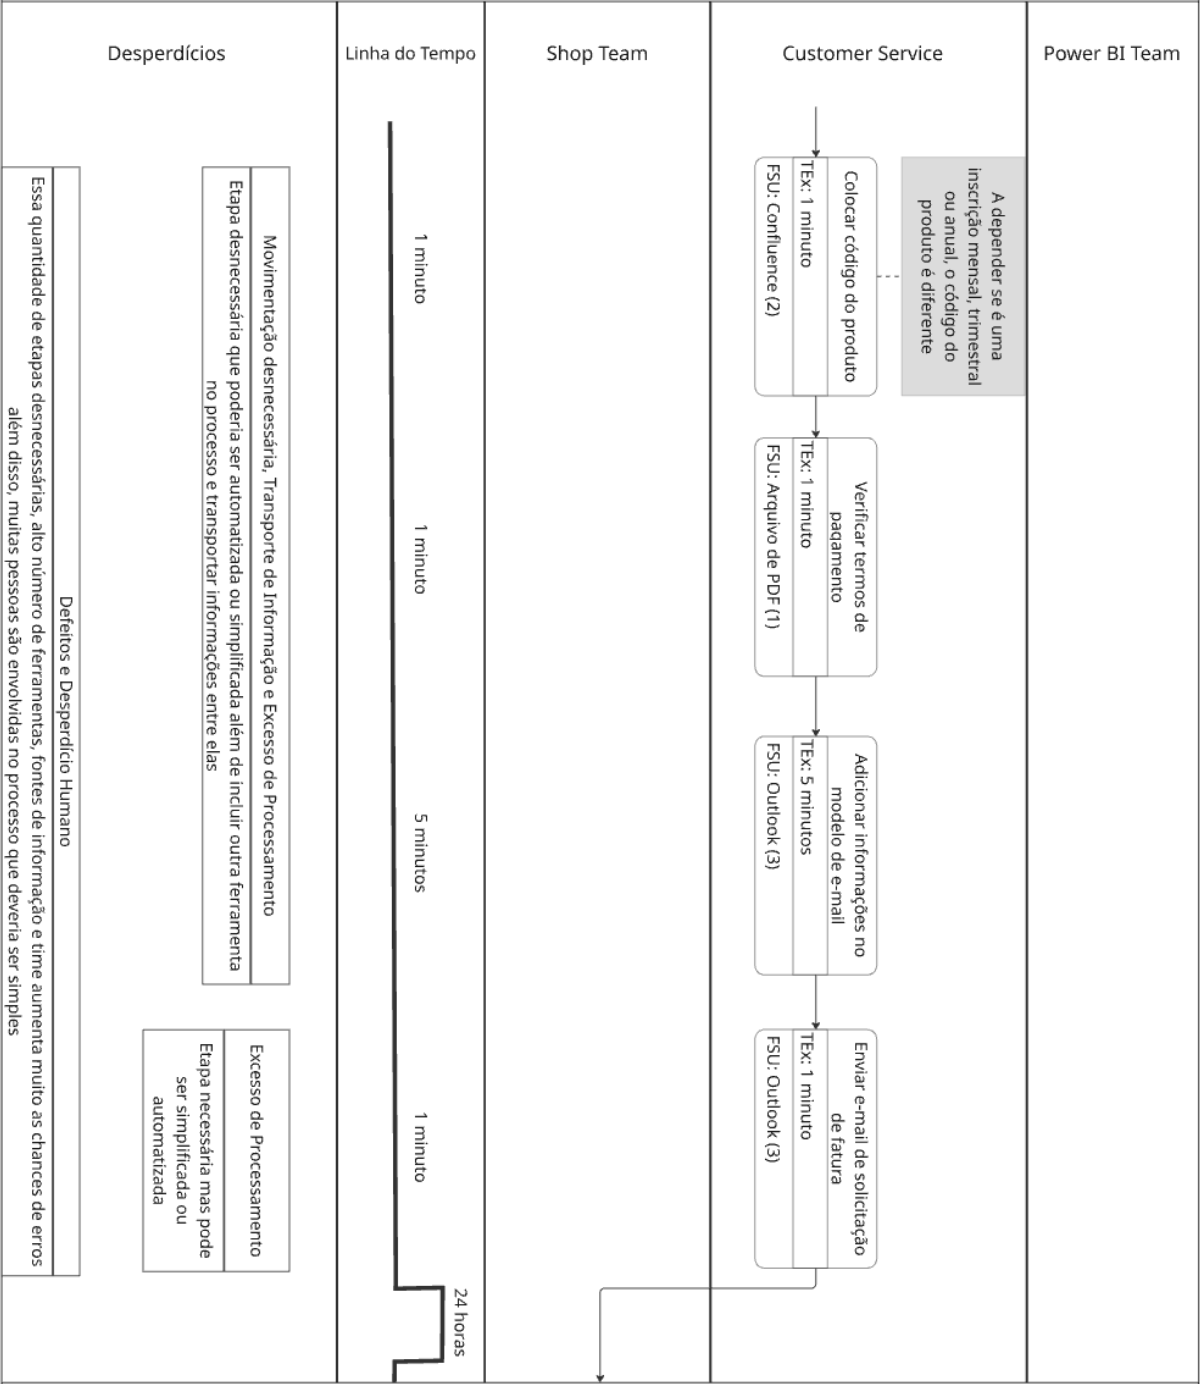 Power BI Team
Customer Service
Shop Team
Linha do Tempo
Desperdícios
A depender se é uma
inscrição mensal, trimestral
ou anual, o código do
produto é diferente
Colocar código do produto
TEx: 1 minuto
FSU: Confluence (2)
Verificar termos de
pagamento
TEx: 1 minuto
FSU: Arquivo de PDF (1)
Adicionar informações no
modelo de e-mail
TEx: 5 minutos
FSU: Outlook (3)
Enviar e-mail de solicitação
de fatura
TEx: 1 minuto
FSU: Outlook (3)
1 minuto
1 minuto
5 minutos
1 minuto
24 horas
Movimentação desnecessária, Transporte de Informação e Excesso de Processamento
Etapa desnecessária que poderia ser automatizada ou simplificada além de incluir outra ferramenta
no processo e transportar informações entre elas
Excesso de Processamento
Etapa necessária mas pode
ser simplificada ou
automatizada
Defeitos e Desperdício Humano
Essa quantidade de etapas desnecessárias, alto número de ferramentas, fontes de informação e time aumenta muito as chances de erros
além disso, muitas pessoas são envolvidas no processo que deveria ser simples